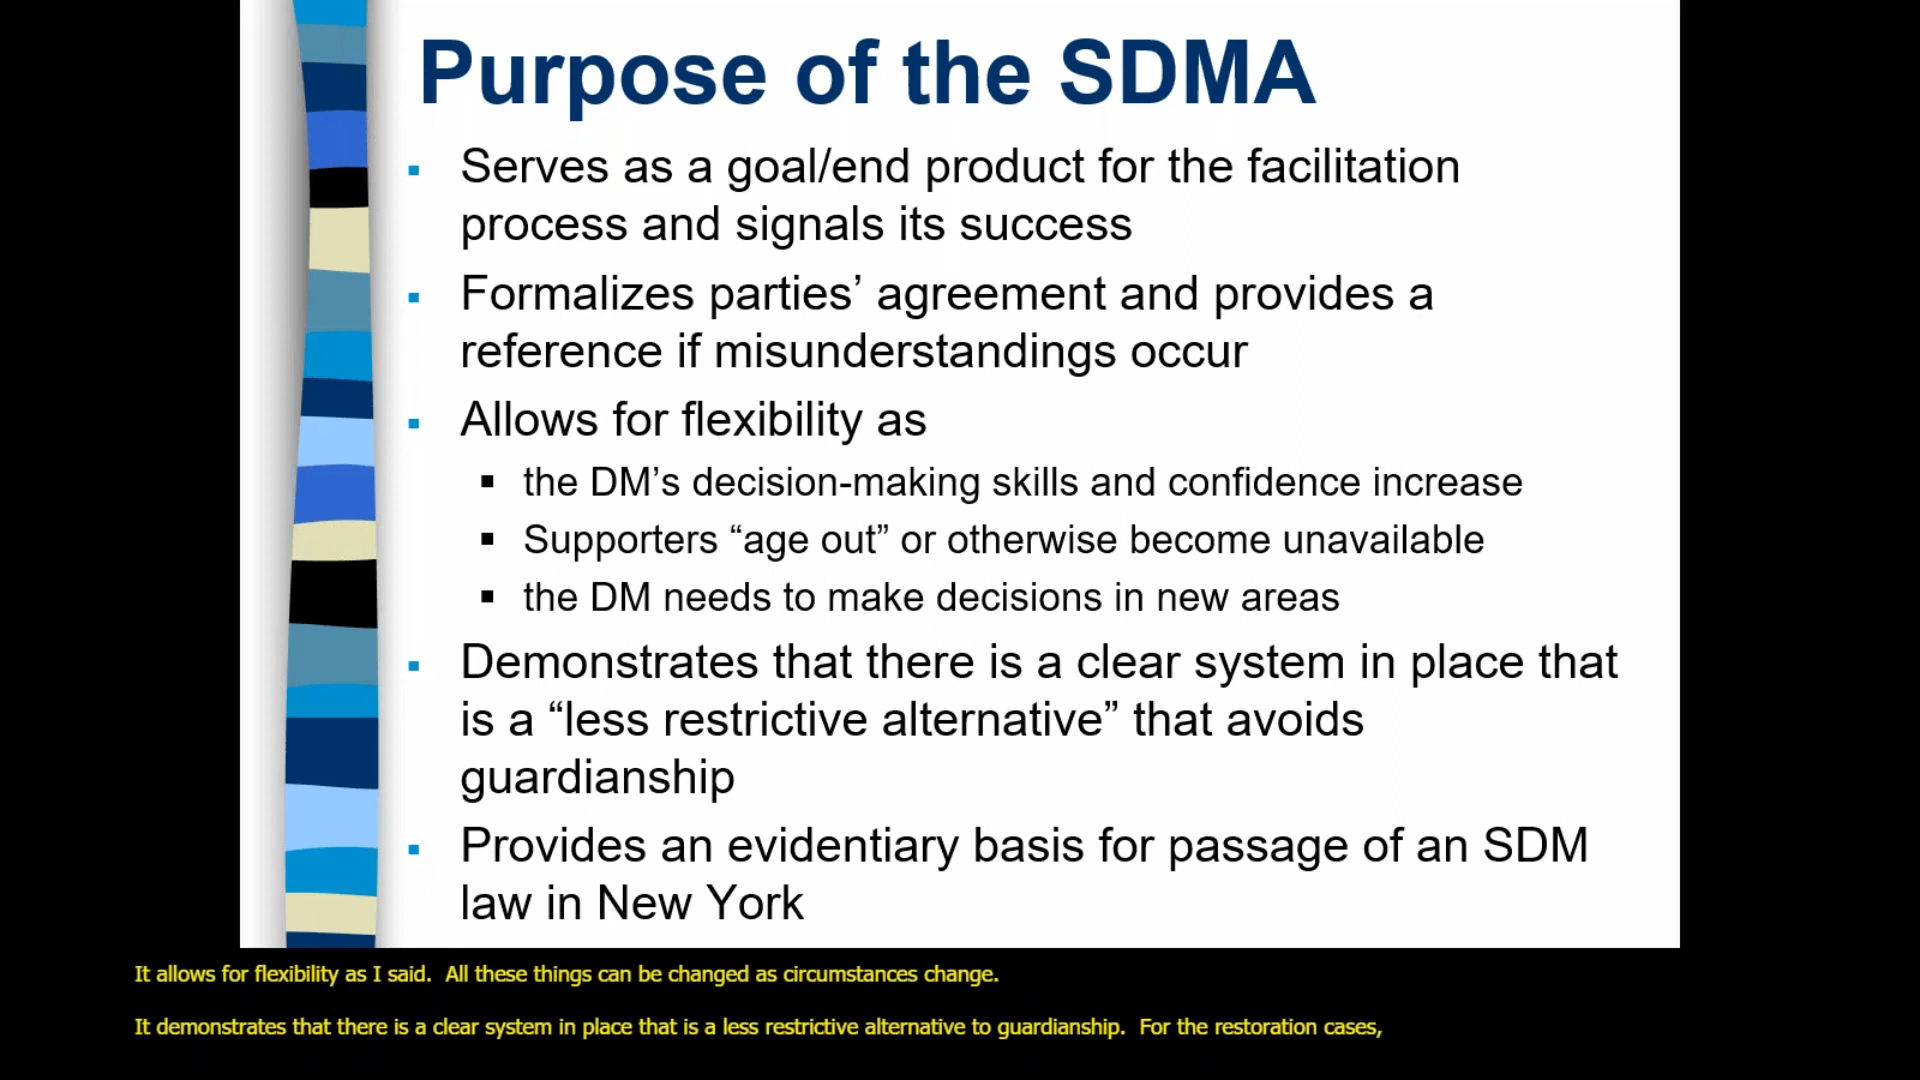 Purpose of the SDMA
▪ Serves as a goal/end product for the facilitation
process and signals its success
▪ Formalizes parties’ agreement and provides a
reference if misunderstandings occur
▪ Allows for flexibility as
▪ the DM’s decision-making skills and confidence increase
▪ Supporters “age out” or otherwise become unavailable
▪ the DM needs to make decisions in new areas
▪ Demonstrates that there is a clear system in place that
is a “less restrictive alternative” that avoids
guardianship
▪ Provides an evidentiary basis for passage of an SDM
law in New York
It allows for flexibility as I said.  All these things can be changed as circumstances change.
It demonstrates that there is a clear system in place that is a less restrictive alternative to guardianship.  For the restoration cases,